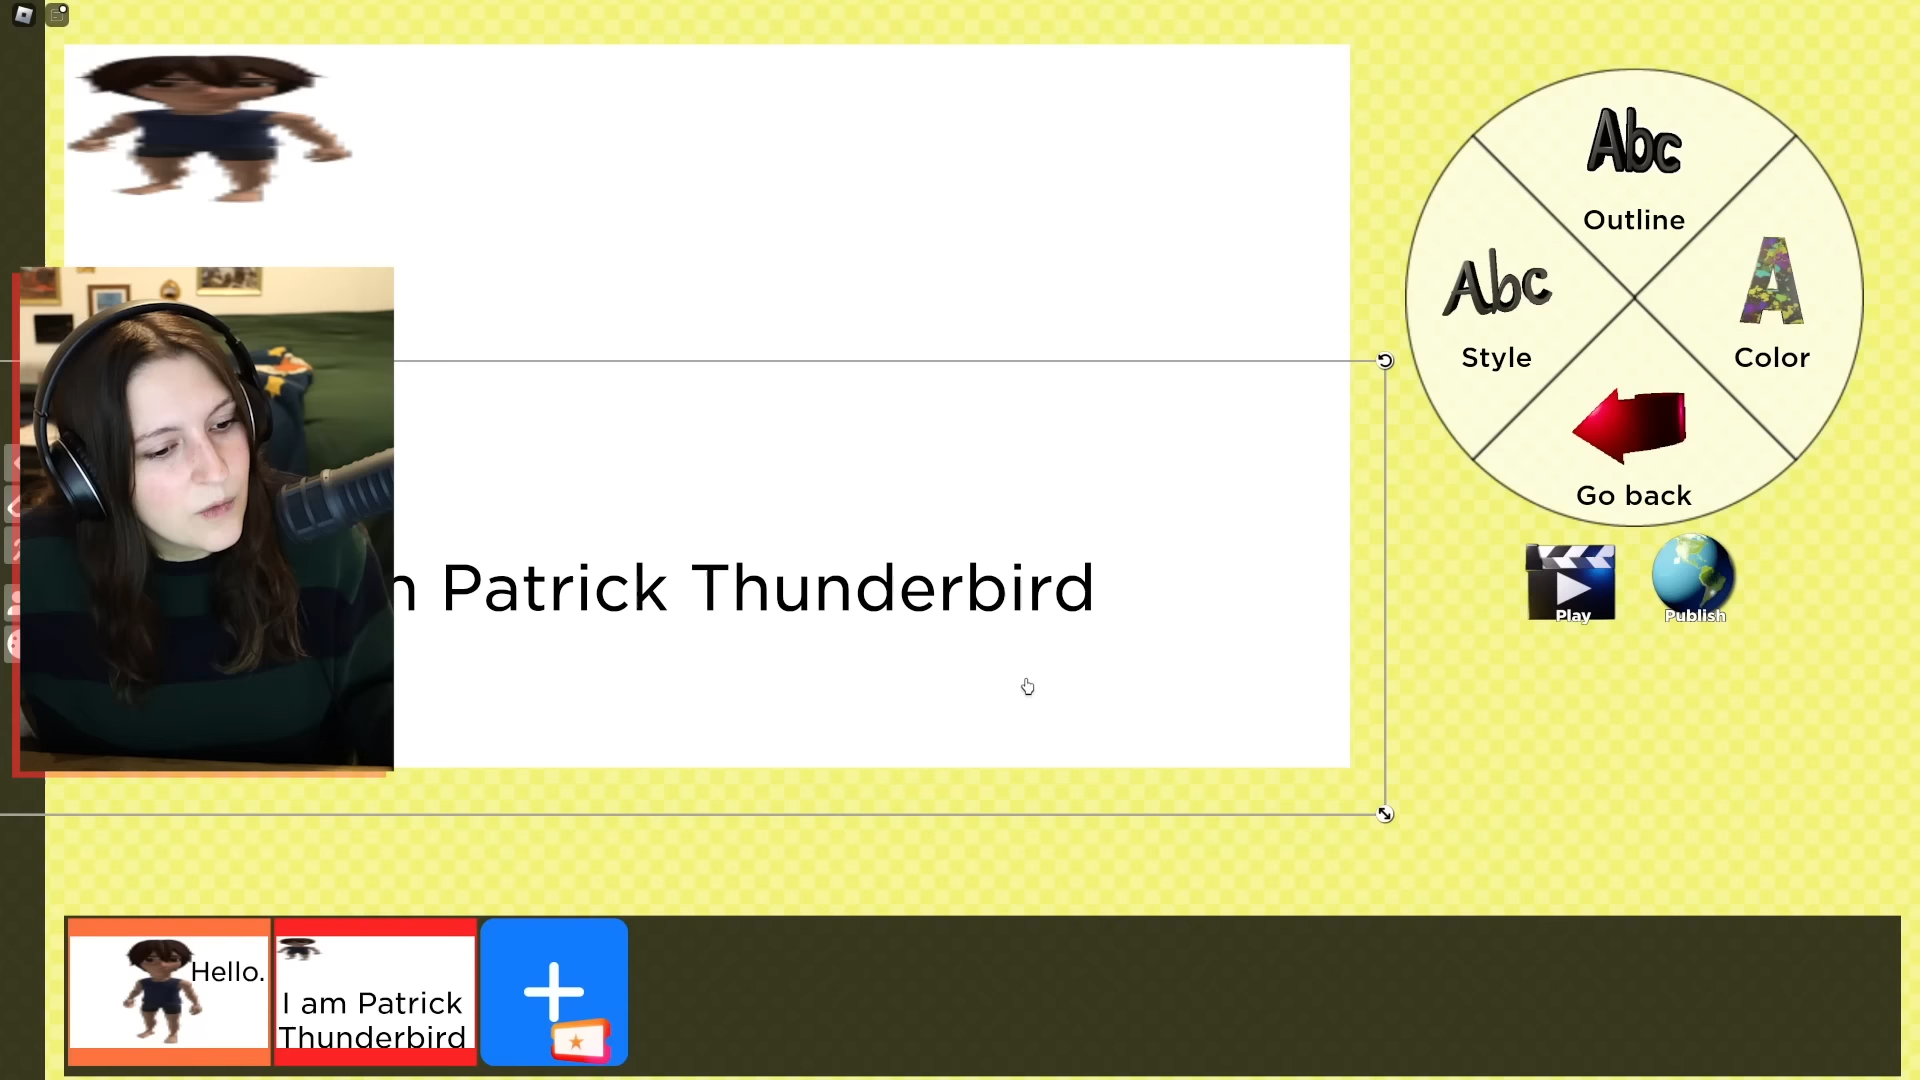 Abc
Outline
Abc
Style
A
Color
Go back
Patrick Thunderbird
Play
Publish
Hello.
I am Patrick
Thunderbird